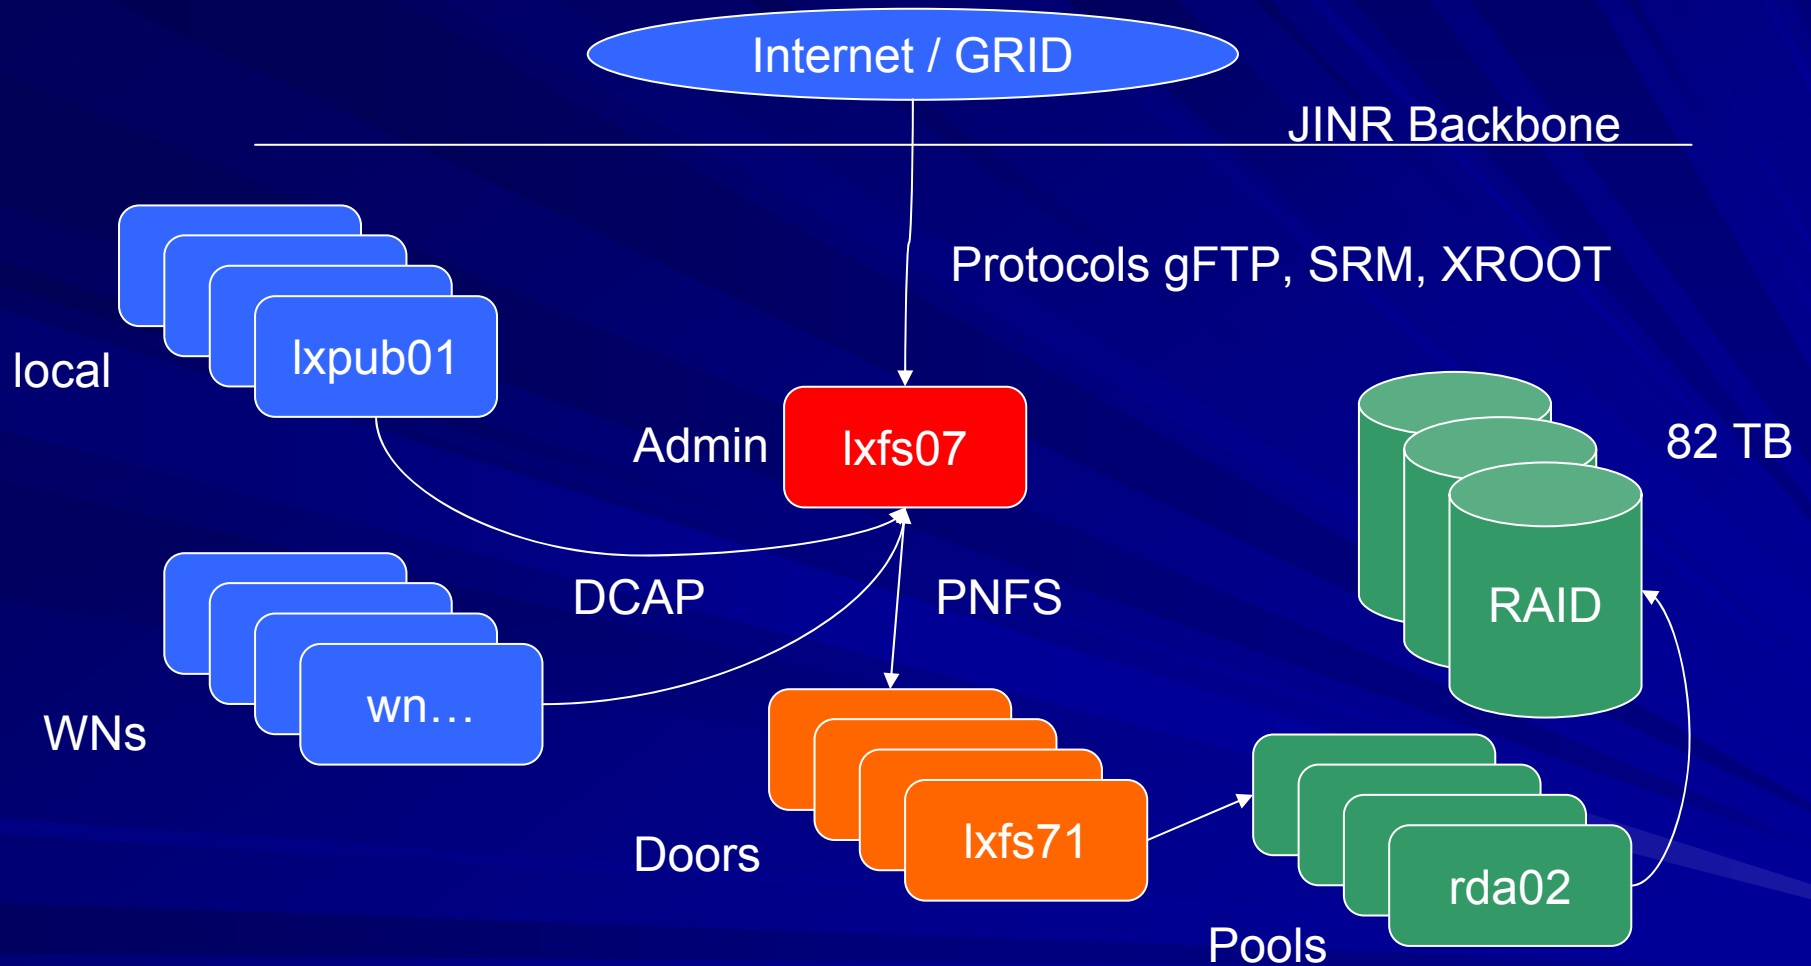 Internet / GRID
JINR Backbone
Protocols gFTP, SRM, XROOT
local
lxpub01
Admin
lxfs07
82 TB
DCAP
PNFS
RAID
WNs
wn…
Doors
lxfs71
rda02
Pools